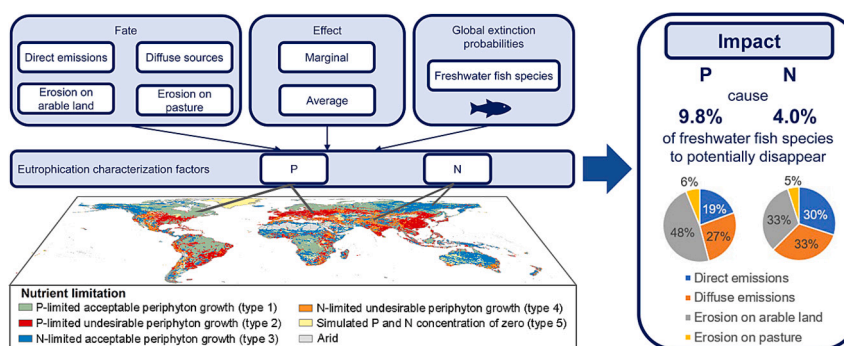 Fate
Direct emissions
Diffuse sources
Erosion on
arable land
Erosion on
pasture
Effect
Marginal
Average
Global extinction
probabilities
Freshwater fish species
Eutrophication characterization factors
P
N
Nutrient limitation
P-limited acceptable periphyton growth (type 1)
P-limited undesirable periphyton growth (type 2)
N-limited acceptable periphyton growth (type 3)
N-limited undesirable periphyton growth (type 4)
Simulated P and N concentration of zero (type 5)
Arid
Impact
P N
cause
9.8% 4.0%
of freshwater fish species
to potentially disappear
6%
19%
27%
48%
5%
30%
33%
33%
Direct emissions
Diffuse emissions
Erosion on arable land
Erosion on pasture